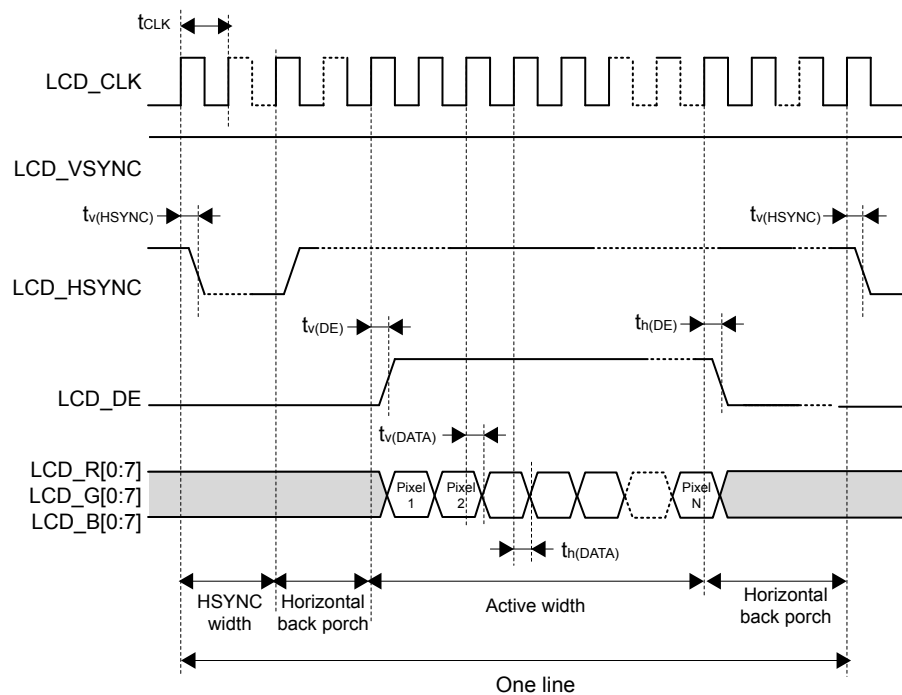 tCLK
LCD_CLK
LCD_VSYNC
tv(HSYNC)
tv(HSYNC)
LCD_HSYNC
tv(DE)
th(DE)
LCD_DE
tv(DATA)
LCD_R[0:7]
LCD_G[0:7]
LCD_B[0:7]
Pixel
1
Pixel
2
Pixel
N
th(DATA)
HSYNC
width
Horizontal
back porch
Active width
Horizontal
back porch
One line